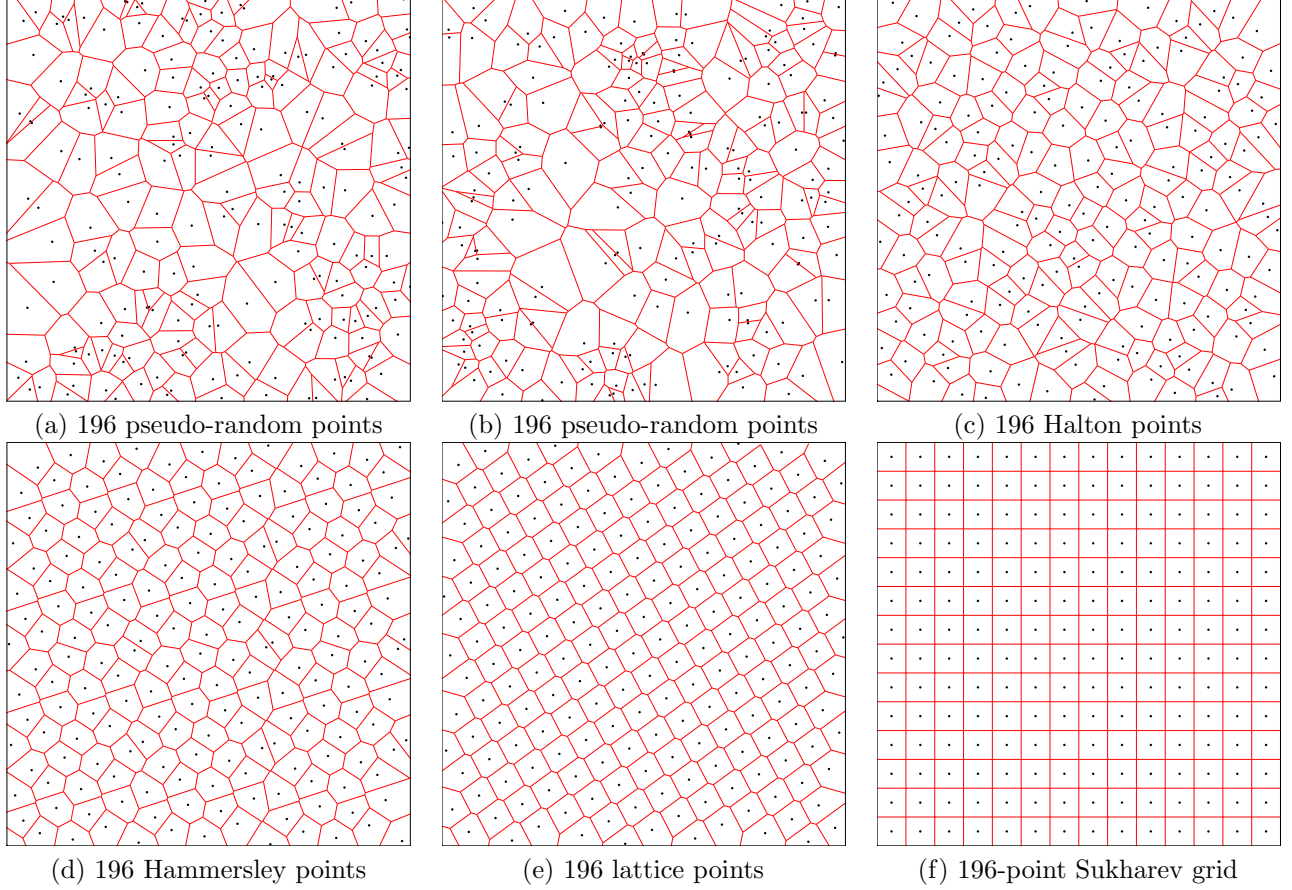 (a) 196 pseudo-random points
(b) 196 pseudo-random points
(c) 196 Halton points
(d) 196 Hammersley points
(e) 196 lattice points
(f) 196-point Sukharev grid